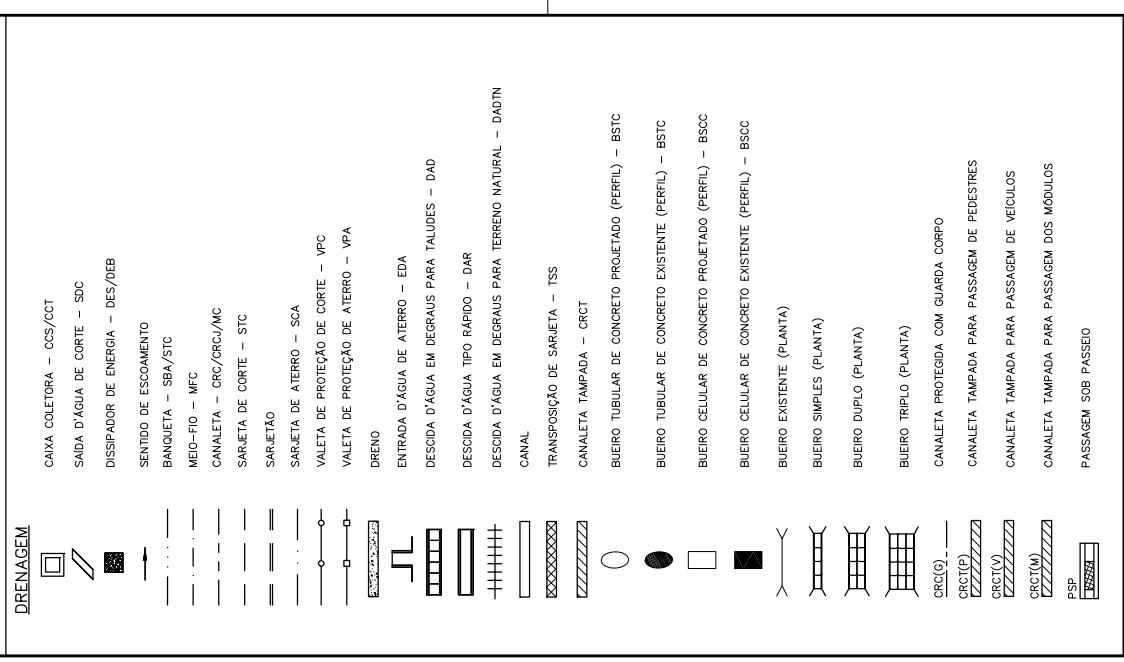 DRENAGEM
CAIXA COLETORA – CCS/CCT
SAÍDA D'ÁGUA DE CORTE – SDC
DISSIPADOR DE ENERGIA – DES/DEB
SENTIDO DE ESCOAMENTO
BANQUETA – SBA/STC
MEIO-FIO – MFC
CANALETA – CRC/CRCJ/MC
SARJETA DE CORTE – STC
SARJETÃO
SARJETA DE ATERRO – SCA
VALETA DE PROTEÇÃO DE CORTE – VPC
VALETA DE PROTEÇÃO DE ATERRO – VPA
DRENO
ENTRADA D'ÁGUA DE ATERRO – EDA
DESCIDA D'ÁGUA EM DEGRAUS PARA TALUDES – DAD
DESCIDA D'ÁGUA TIPO RÁPIDO – DAR
DESCIDA D'ÁGUA EM DEGRAUS PARA TERRENO NATURAL – DADTN
CANAL
TRANSPOSIÇÃO DE SARJETA – TSS
CANALETA TAMPADA – CRCT
BUEIRO TUBULAR DE CONCRETO PROJETADO (PERFIL) – BSTC
BUEIRO TUBULAR DE CONCRETO EXISTENTE (PERFIL) – BSTC
BUEIRO CELULAR DE CONCRETO PROJETADO (PERFIL) – BSCC
BUEIRO CELULAR DE CONCRETO EXISTENTE (PERFIL) – BSCC
BUEIRO EXISTENTE (PLANTA)
BUEIRO SIMPLES (PLANTA)
BUEIRO DUPLO (PLANTA)
BUEIRO TRIPLO (PLANTA)
CRC(G) CANALETA PROTEGIDA COM GUARDA CORPO
CRCT(P) CANALETA TAMPADA PARA PASSAGEM DE PEDESTRES
CRCT(V) CANALETA TAMPADA PARA PASSAGEM DE VEÍCULOS
CRCT(M) CANALETA TAMPADA PARA PASSAGEM DOS MÓDULOS
PSP PASSAGEM SOB PASSEIO